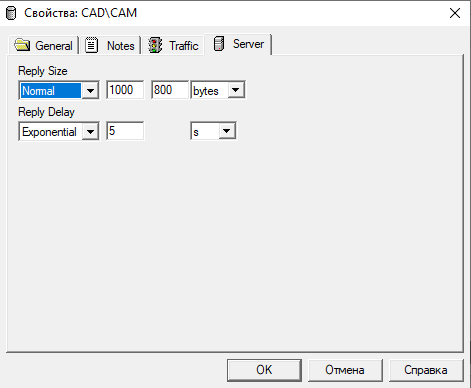 Свойства: CAD\CAM
General Notes Traffic Server
Reply Size
Normal 1000 800 bytes
Reply Delay
Exponential 5 s
OK Отмена Справка